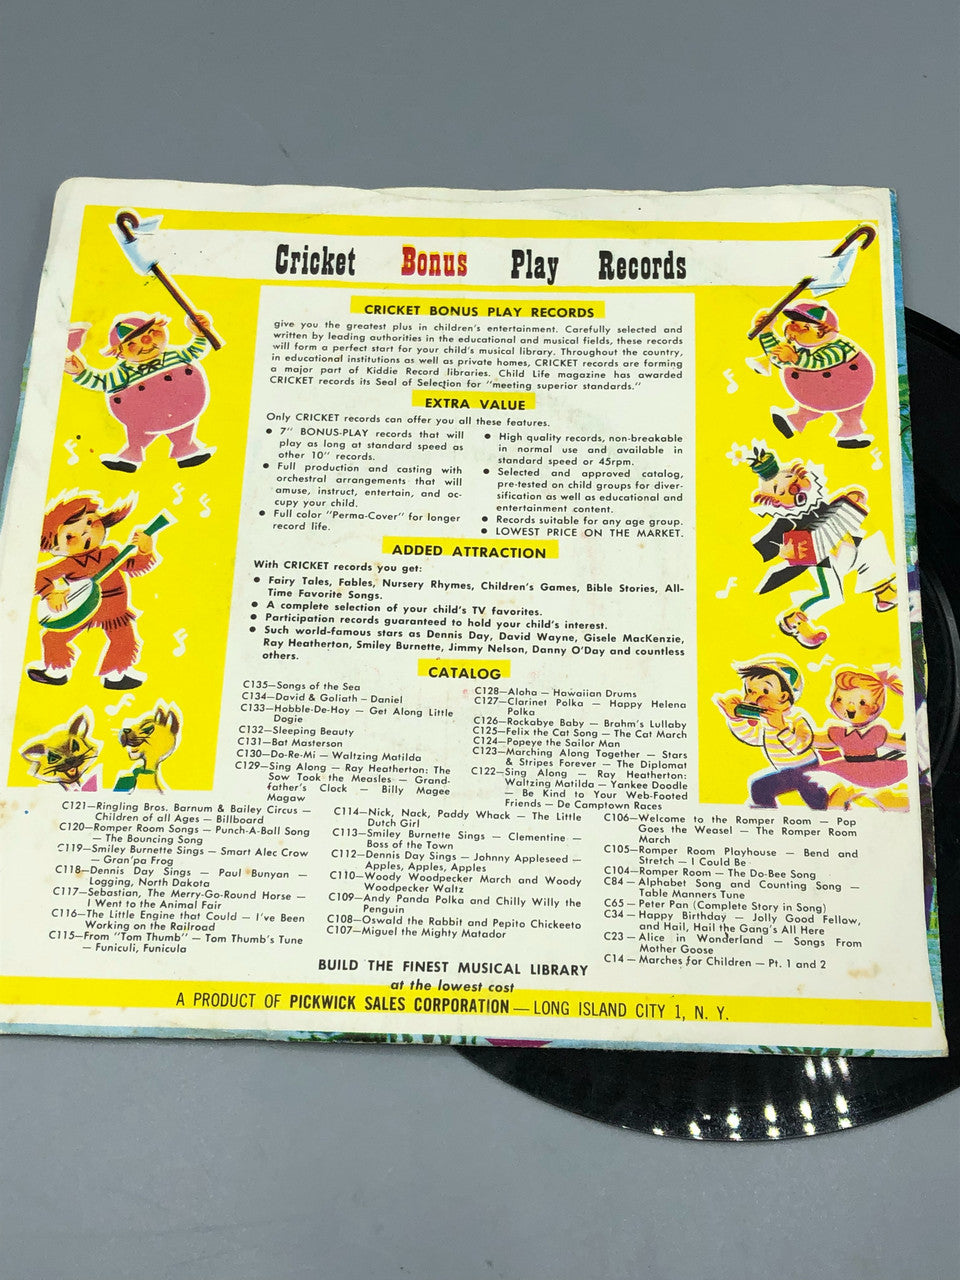 Cricket Bonus Play Records
CRICKET BONUS PLAY RECORDS
give you the greatest plus in children's entertainment. Carefully selected and
written by leading authorities in the educational and musical fields, these records
will form a perfect start for your child's musical library. Throughout the country,
in educational institutions as well as private homes, CRICKET records are forming
a major part of Kiddie Record libraries. Child Life magazine has awarded
CRICKET records its Seal of Selection for "meeting superior standards."
EXTRA VALUE
Only CRICKET records can offer you all these features.
● 7" BONUS-PLAY records that will
play as long at standard speed as
other 10" records.
● Full production and casting with
orchestral arrangements that will
amuse, instruct, entertain, and oc-
cupy your child.
● Full color "Perma-Cover" for longer
record life.
● High quality records, non-breakable
in normal use and available in
standard speed or 45rpm.
● Selected and approved catalog,
pre-tested on child groups for diver-
sification as well as educational and
entertainment content.
● Records suitable for any age group.
● LOWEST PRICE ON THE MARKET.
ADDED ATTRACTION
With CRICKET records you get:
● Fairy Tales, Fables, Nursery Rhymes, Children's Games, Bible Stories, All-
Time Favorite Songs.
● A complete selection of your child's TV favorites.
● Participation records guaranteed to hold your child's interest.
● Such world-famous stars as Dennis Day, David Wayne, Gisele MacKenzie,
Ray Heatherton, Smiley Burnette, Jimmy Nelson, Danny O'Day and countless
others.
CATALOG
C135—Songs of the Sea
C134—David & Goliath – Daniel
C133—Hobble-De-Hoy — Get Along Little
Dogie
C132—Sleeping Beauty
C131—Bat Masterson
C130—Do-Re-Mi — Waltzing Matilda
C129—Sing Along — Ray Heatherton: The
Sow Took the Measles — Grand-
father's Clock — Billy Magee
Magaw
C128—Aloha — Hawaiian Drums
C127—Clarinet Polka — Happy Helena
Polka
C126—Rockabye Baby — Brahm's Lullaby
C125—Felix the Cat Song — The Cat March
C124—Popeye the Sailor Man
C123—Marching Along Together — Stars
& Stripes Forever — The Diplomat
C122—Sing Along — Ray Heatherton:
Waltzing Matilda — Yankee Doodle
— Be Kind to Your Web-Footed
Friends — De Camptown Races
C121—Ringling Bros. Barnum & Bailey Circus —
Children of all Ages — Billboard
C120—Romper Room Songs — Punch-A-Ball Song
— The Bouncing Song
C119—Smiley Burnette Sings — Smart Alec Crow
— Gran'pa Frog
C118—Dennis Day Sings — Paul Bunyan —
Logging, North Dakota
C117—Sebastian, The Merry-Go-Round Horse —
I Went to the Animal Fair
C116—The Little Engine that Could — I've Been
Working on the Railroad
C115—From "Tom Thumb" — Tom Thumb's Tune
— Funiculi, Funicula
C114—Nick, Nack, Paddy Whack — The Little
Dutch Girl
C113—Smiley Burnette Sings — Clementine —
Boss of the Town
C112—Dennis Day Sings — Johnny Appleseed —
Apples, Apples, Apples
C110—Woody Woodpecker March and Woody
Woodpecker Waltz
C109—Andy Panda Polka and Chilly Willy the
Penguin
C108—Oswald the Rabbit and Pepito Chickeeto
C107—Miguel the Mighty Matador
C106—Welcome to the Romper Room — Pop
Goes the Weasel — The Romper Room
March
C105—Romper Room Playhouse — Bend and
Stretch — I Could Be
C104—Romper Room — The Do-Bee Song
C84 — Alphabet Song and Counting Song —
Table Manners Tune
C65 — Peter Pan (Complete Story in Song)
C34 — Happy Birthday — Jolly Good Fellow,
and Hail, Hail the Gang's All Here
C23 — Alice in Wonderland — Songs From
Mother Goose
C14 — Marches for Children — Pt. 1 and 2
BUILD THE FINEST MUSICAL LIBRARY
at the lowest cost
A PRODUCT OF PICKWICK SALES CORPORATION — LONG ISLAND CITY 1, N. Y.